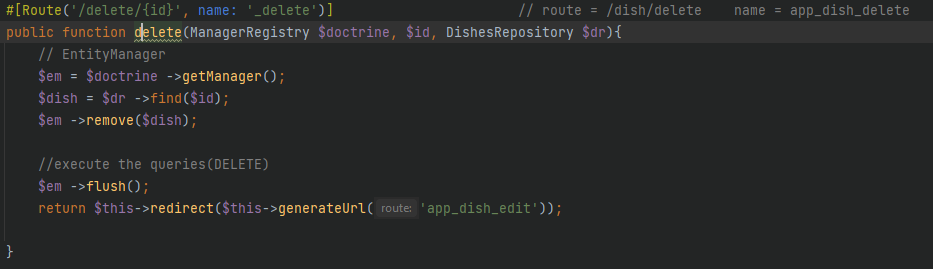 #[Route('/delete/{id}', name: '_delete')] // route = /dish/delete name = app_dish_delete
public function delete(ManagerRegistry $doctrine, $id, DishesRepository $dr){
// EntityManager
$em = $doctrine ->getManager();
$dish = $dr ->find($id);
$em ->remove($dish);
//execute the queries(DELETE)
$em ->flush();
return $this->redirect($this->generateUrl( route: 'app_dish_edit'));
}